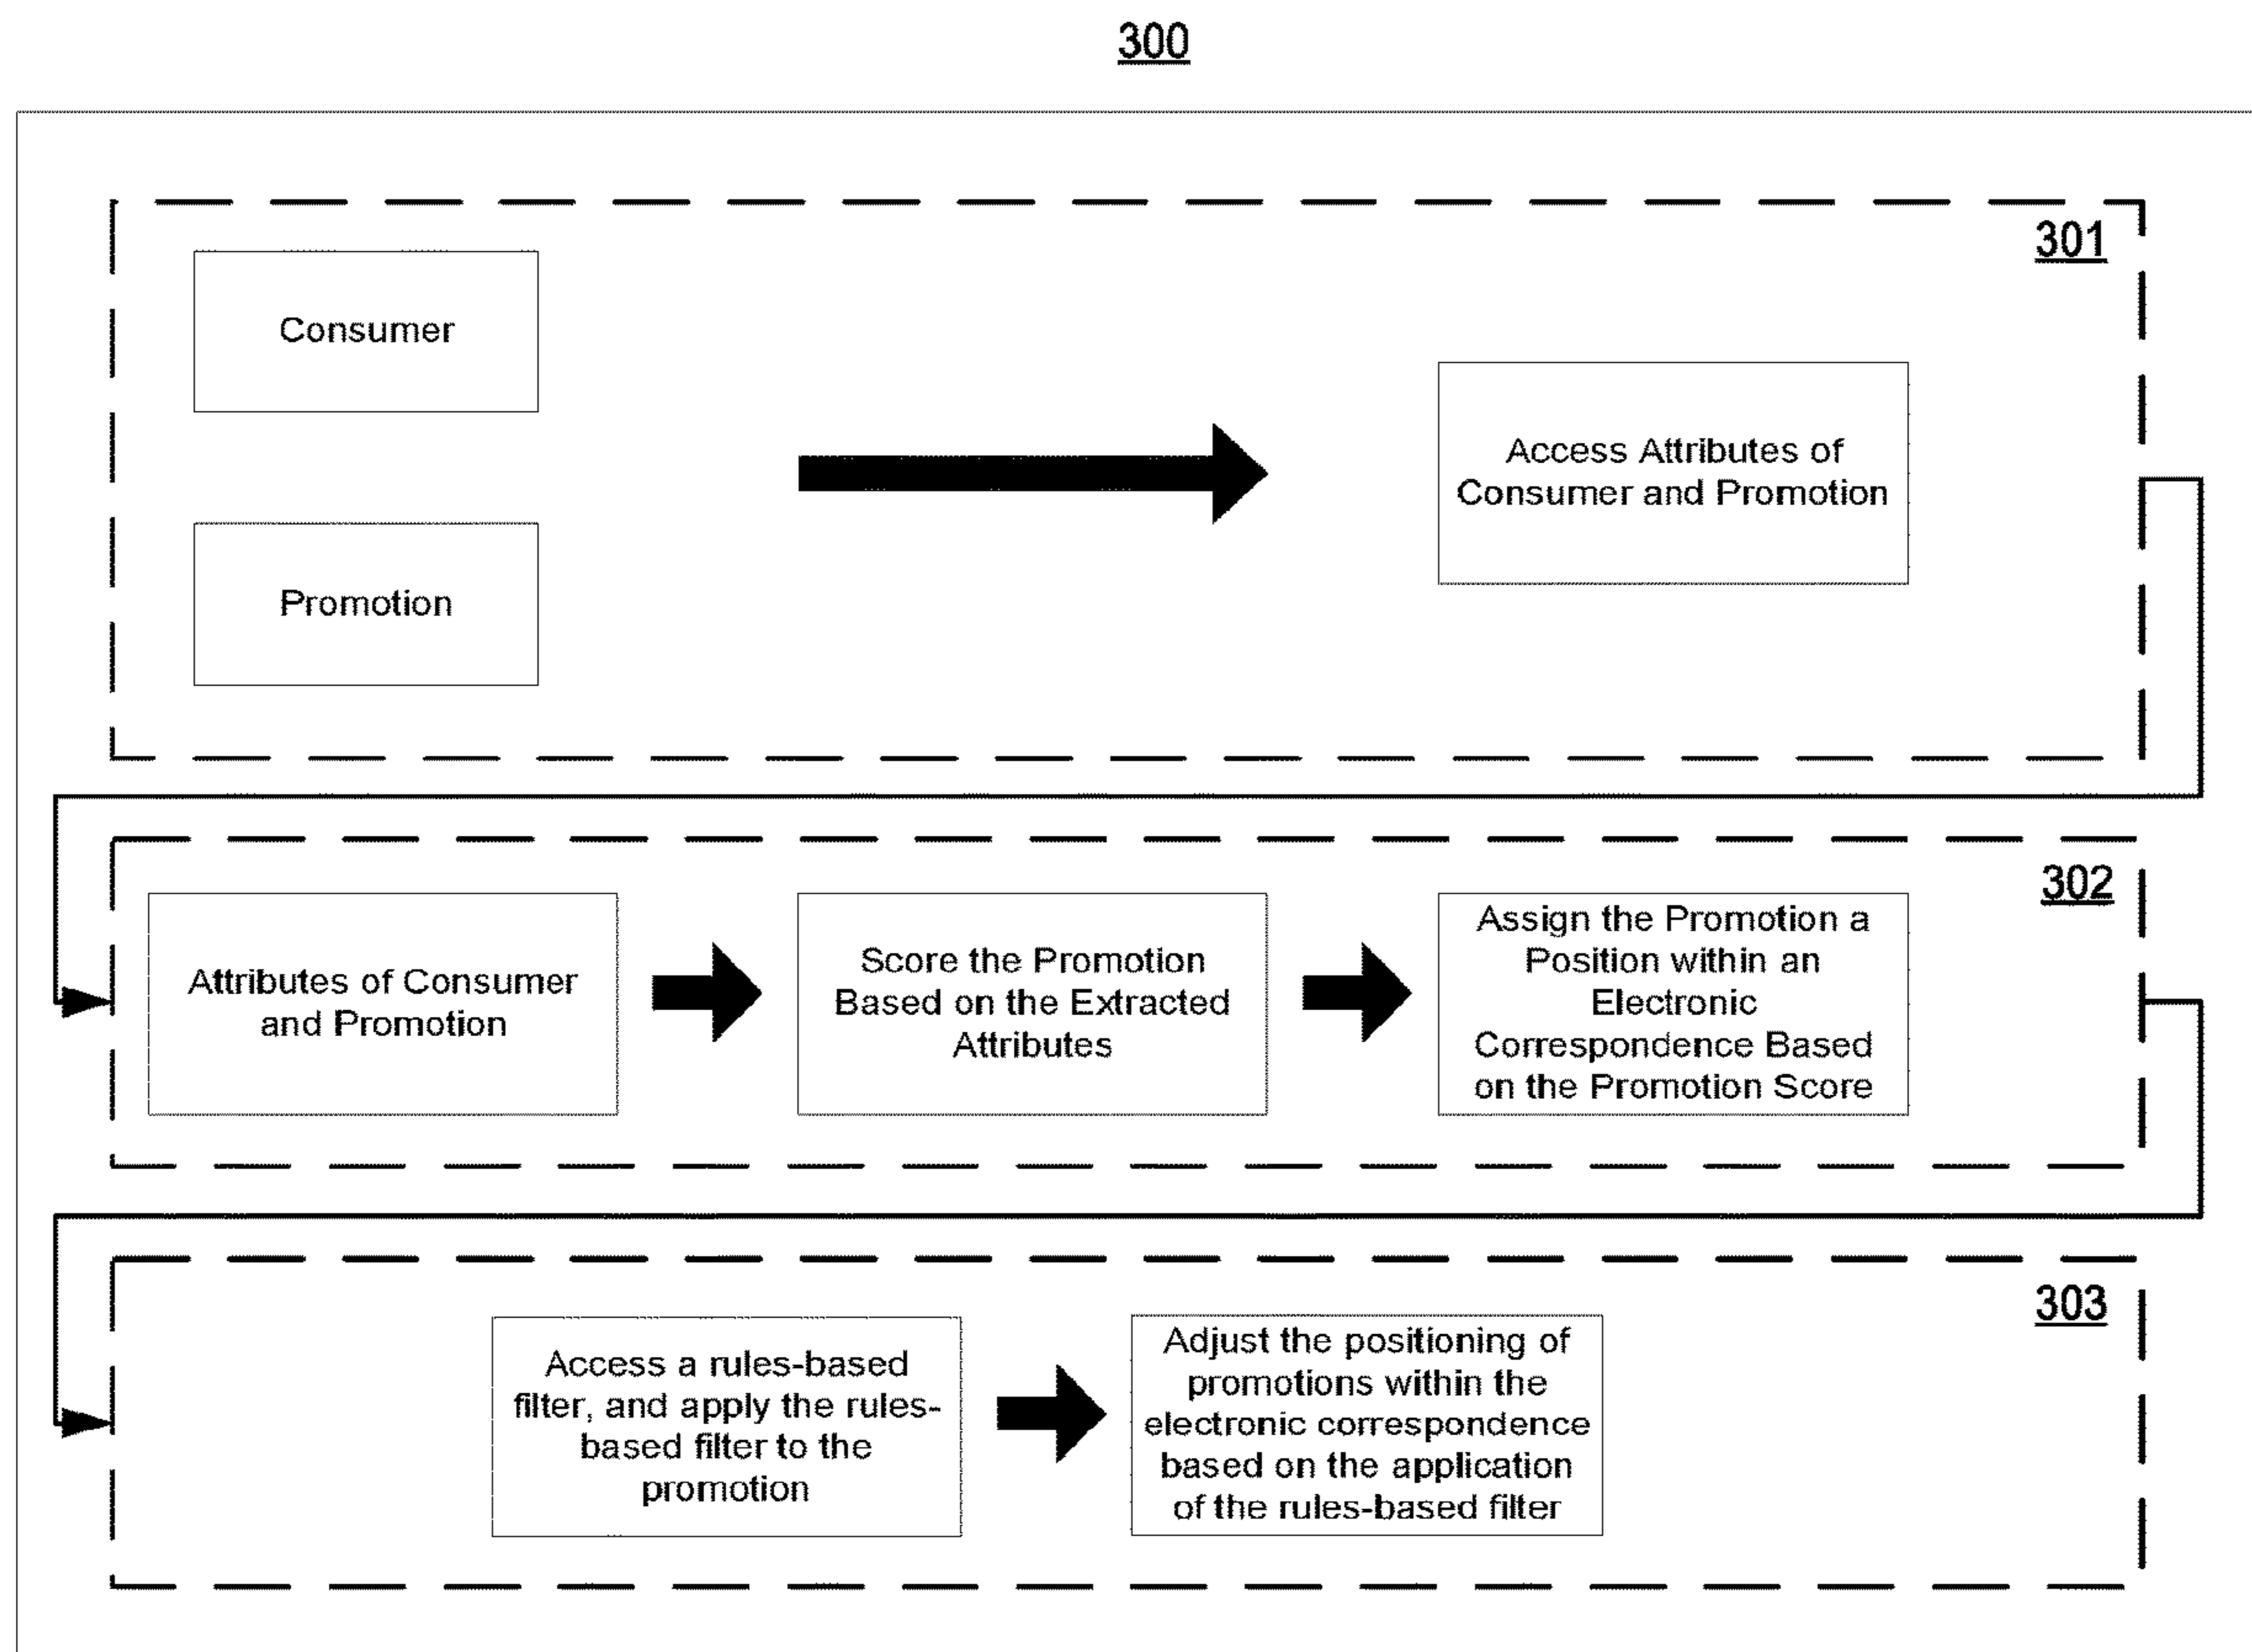 300
301
Consumer
Access Attributes of
Consumer and Promotion
Promotion
302
Attributes of Consumer
and Promotion
Score the Promotion
Based on the Extracted
Attributes
Assign the Promotion a
Position within an
Electronic
Correspondence Based
on the Promotion Score
303
Access a rules-based
filter, and apply the rules-
based filter to the
promotion
Adjust the positioning of
promotions within the
electronic correspondence
based on the application
of the rules-based filter